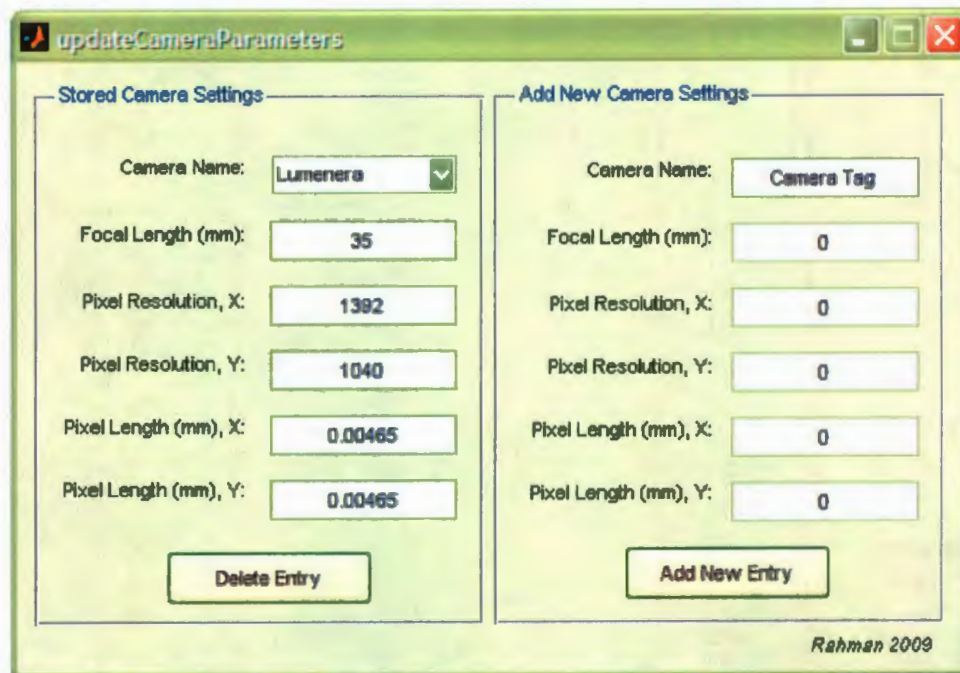 updateCameraParameters
Stored Camera Settings
Camera Name: Lumenera
Focal Length (mm): 35
Pixel Resolution, X: 1392
Pixel Resolution, Y: 1040
Pixel Length (mm), X: 0.00465
Pixel Length (mm), Y: 0.00465
Delete Entry
Add New Camera Settings
Camera Name: Camera Tag
Focal Length (mm): 0
Pixel Resolution, X: 0
Pixel Resolution, Y: 0
Pixel Length (mm), X: 0
Pixel Length (mm), Y: 0
Add New Entry
Rahman 2009